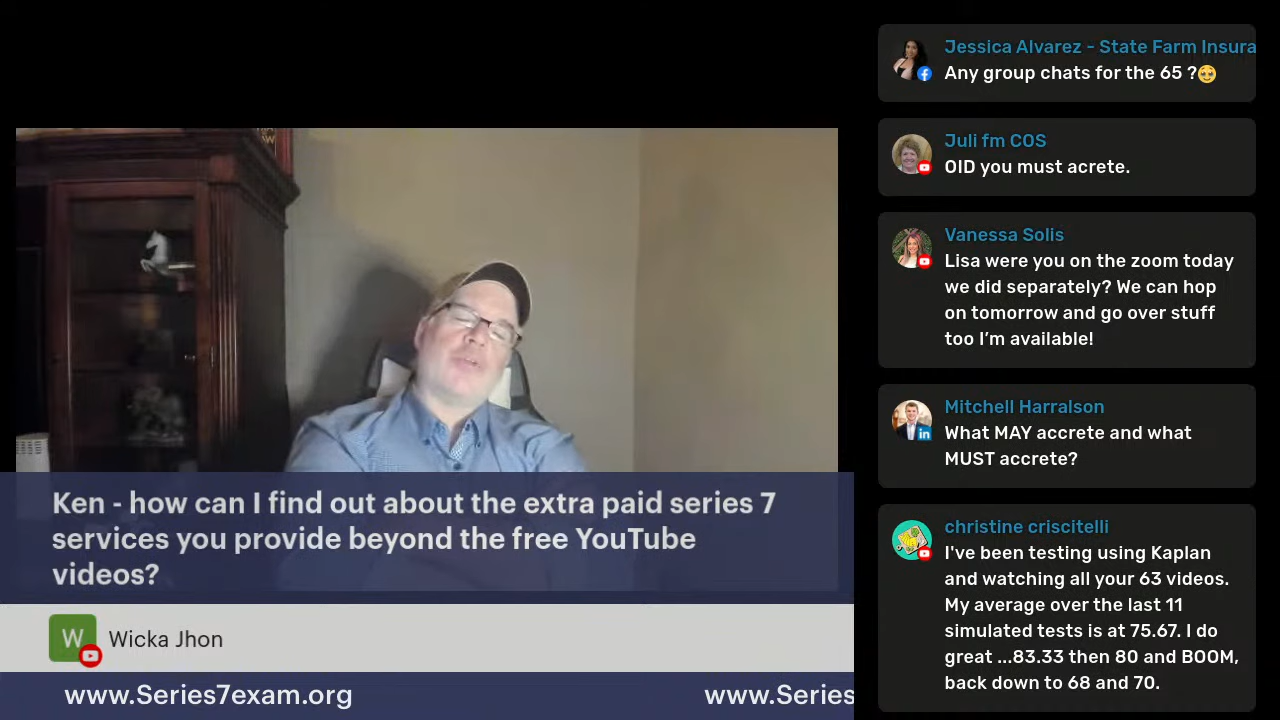 Jessica Alvarez - State Farm Insura
Any group chats for the 65 ?🥹
Juli fm COS
OID you must acrete.
Vanessa Solis
Lisa were you on the zoom today
we did separately? We can hop
on tomorrow and go over stuff
too I’m available!
Mitchell Harralson
What MAY accrete and what
MUST accrete?
christine criscitelli
I've been testing using Kaplan
and watching all your 63 videos.
My average over the last 11
simulated tests is at 75.67. I do
great ...83.33 then 80 and BOOM,
back down to 68 and 70.
Ken - how can I find out about the extra paid series 7
services you provide beyond the free YouTube
videos?
W
Wicka Jhon
www.Series7exam.org www.Series
in